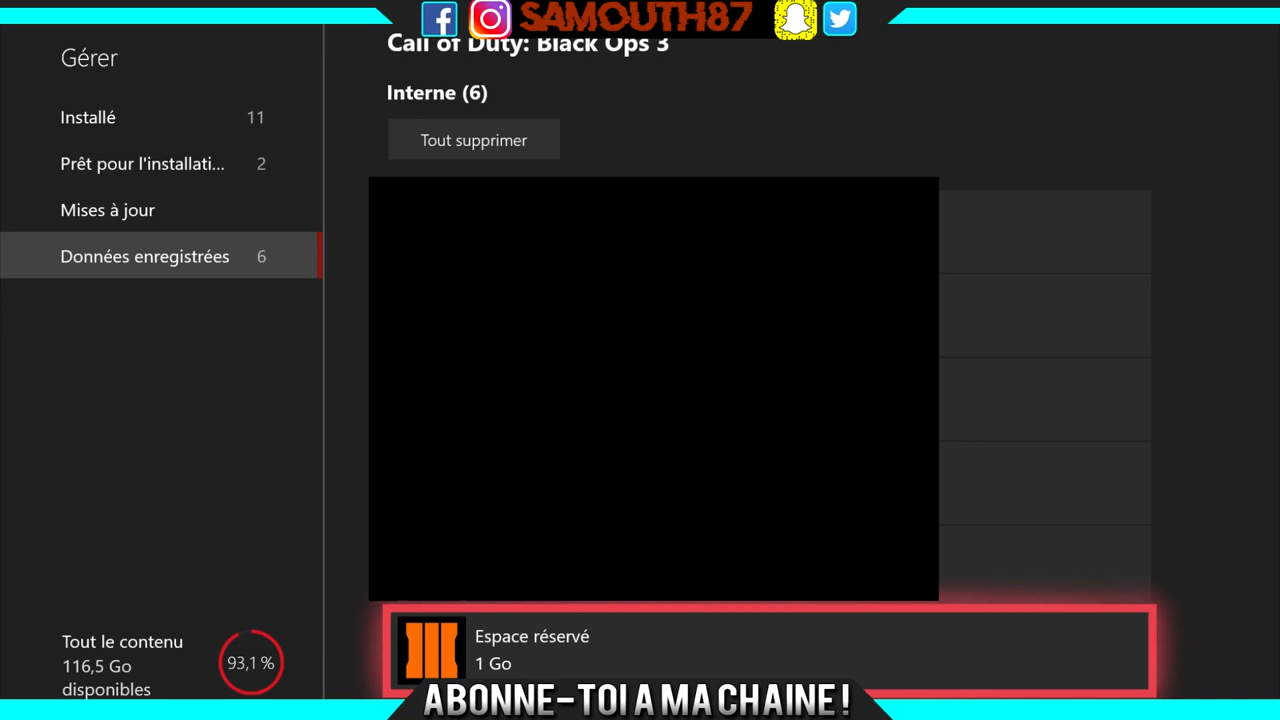 SAMOUTH87
Gérer
Installé 11
Prêt pour l'installati... 2
Mises à jour
Données enregistrées 6
Tout le contenu
116,5 Go
disponibles
93,1 %
Call of Duty: Black Ops 3
Interne (6)
Tout supprimer
Espace réservé
1 Go
ABONNE-TOI A MA CHAINE !